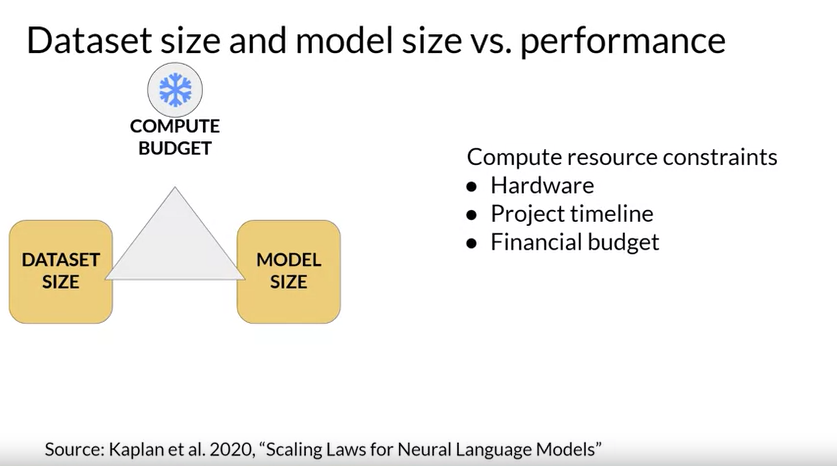 Dataset size and model size vs. performance
COMPUTE
BUDGET
DATASET
SIZE
MODEL
SIZE
Compute resource constraints
● Hardware
● Project timeline
● Financial budget
Source: Kaplan et al. 2020, “Scaling Laws for Neural Language Models”